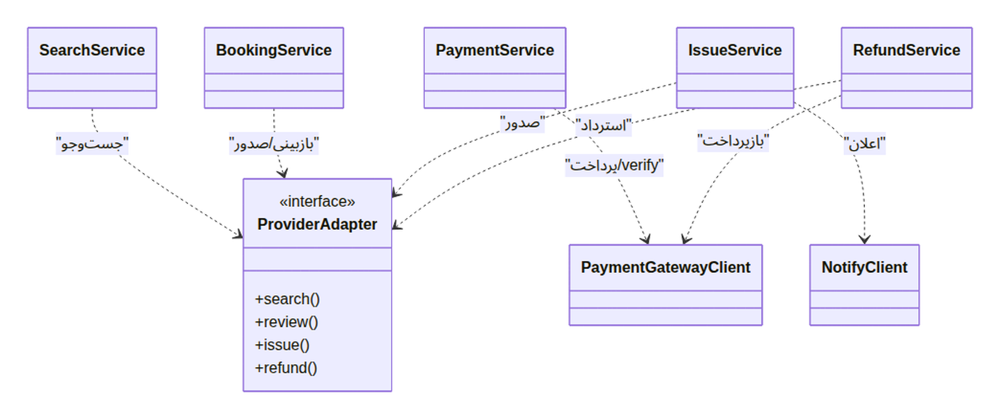 SearchService
BookingService
PaymentService
IssueService
RefundService
"صدور"
"استرداد"
"جست‌وجو"
"بازبینی/صدور"
"بازپرداخت"
"اعلان"
"پرداخت/verify"
«interface»
ProviderAdapter
+search()
+review()
+issue()
+refund()
PaymentGatewayClient
NotifyClient